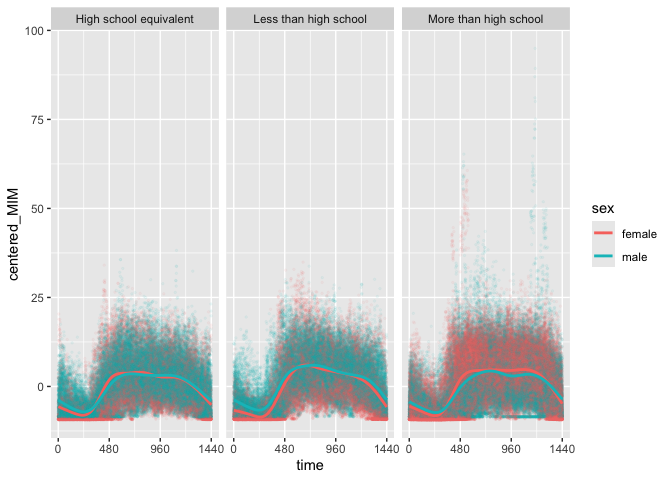 High school equivalent
Less than high school
More than high school
centered_MIM
100
75
50
25
0
0 480 960 1440
0 480 960 1440
0 480 960 1440
time
sex
female
male